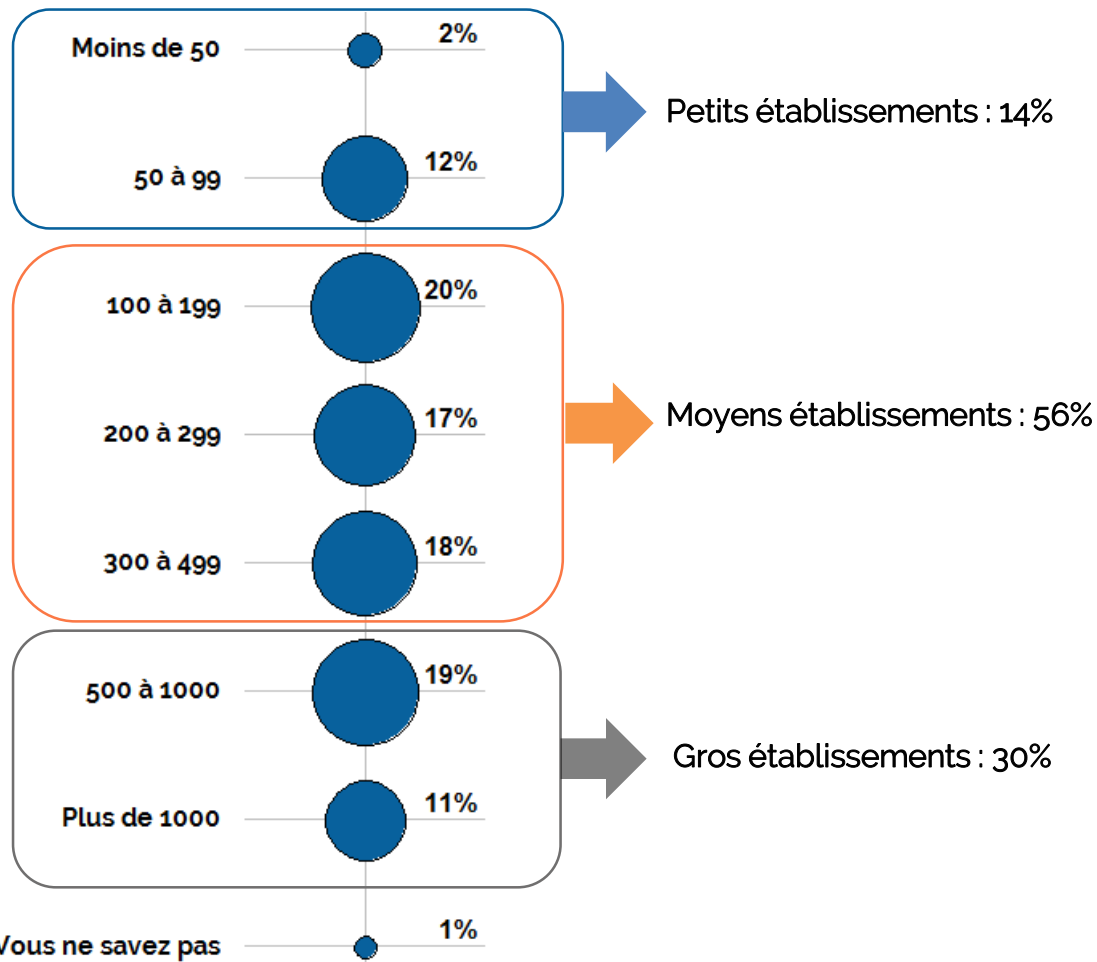 Moins de 50
2%
50 à 99
12%
Petits établissements : 14%
100 à 199
20%
200 à 299
17%
300 à 499
18%
Moyens établissements : 56%
500 à 1000
19%
Plus de 1000
11%
Gros établissements : 30%
Vous ne savez pas
1%